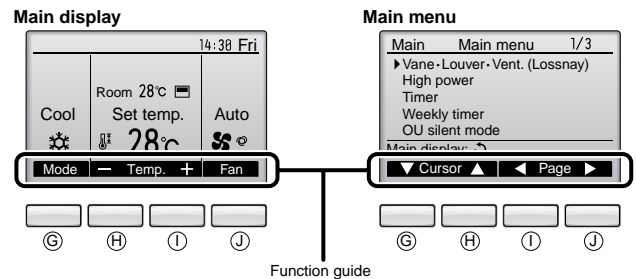 Main display
14:30 Fri
Room 28°C
Cool Set temp. Auto
28°C
Mode − Temp. + Fan
G H I J
Main menu
Main Main menu 1/3
▶Vane·Louver·Vent. (Lossnay)
High power
Timer
Weekly timer
OU silent mode
Main display:
▼ Cursor ▲ ◀ Page ▶
G H I J
Function guide